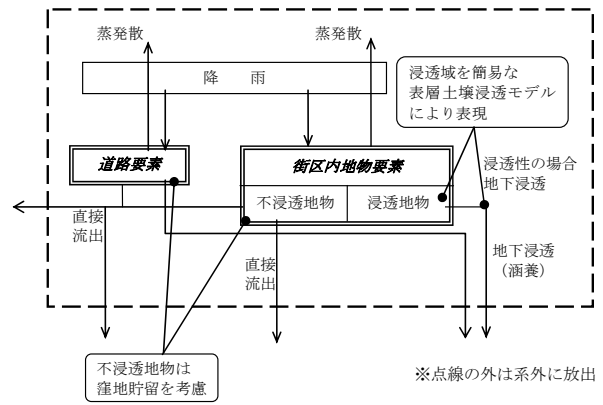 蒸発散
蒸発散
降 雨
浸透域を簡易な
表層土壌浸透モデル
により表現
道路要素
街区内地物要素
不浸透地物
浸透地物
浸透性の場合
地下浸透
直接
流出
直接
流出
地下浸透
（涵養）
不浸透地物は
窪地貯留を考慮
※点線の外は系外に放出